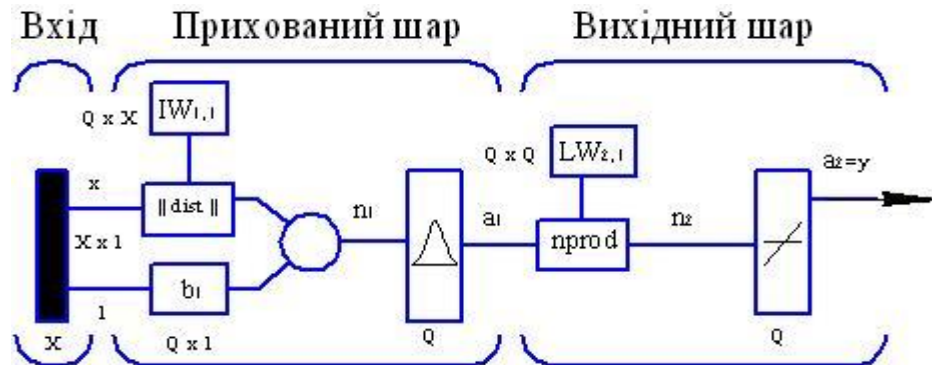 Вхід Прихований шар Вихідний шар
Q x X IW1,1
Q x Q LW2,1
a2=y
x || dist || n1 a1 nprod n2
X x 1
1 b1
X Q x 1 Q Q